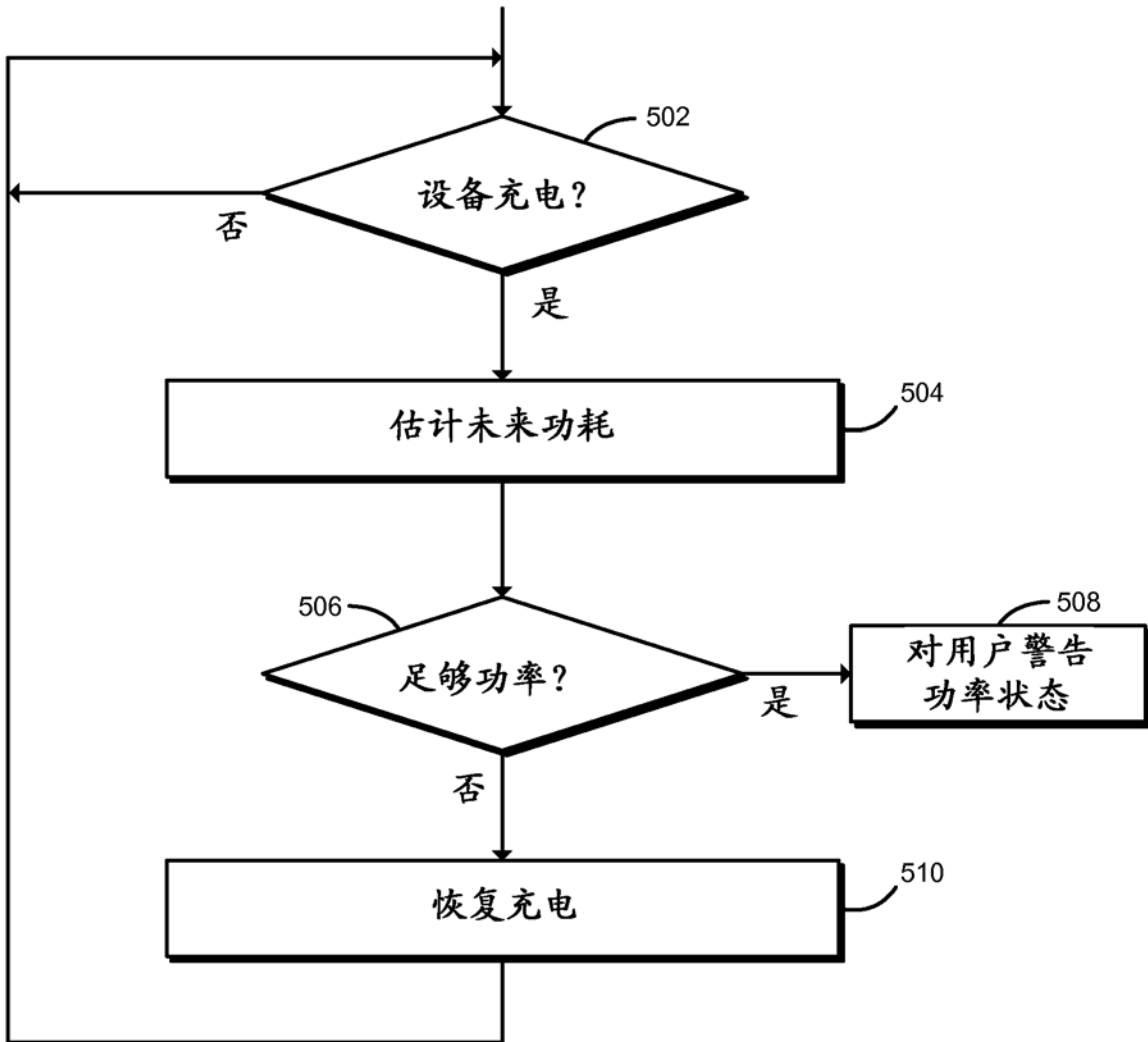 502
设备充电?
否
是
504
估计未来功耗
506
足够功率?
508
对用户警告
功率状态
是
否
510
恢复充电